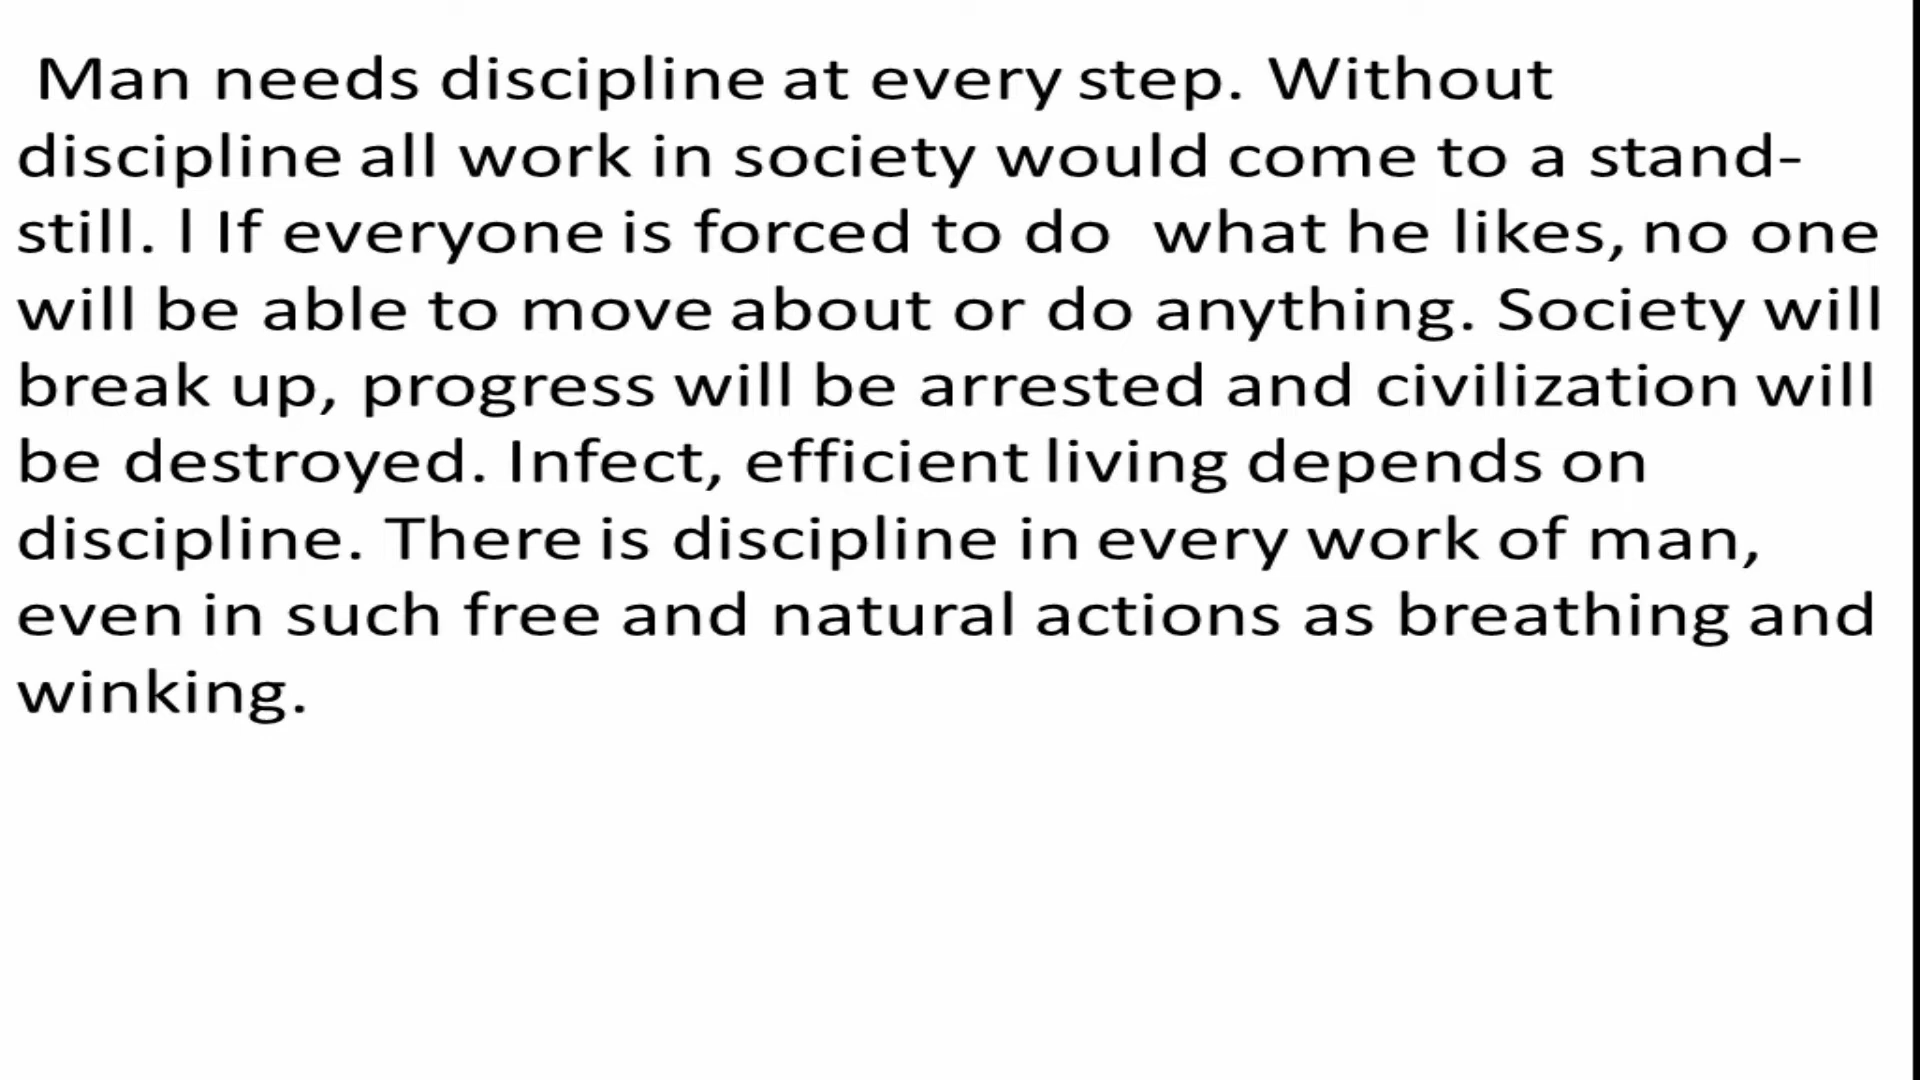 Man needs discipline at every step. Without
discipline all work in society would come to a stand-
still. l If everyone is forced to do  what he likes, no one
will be able to move about or do anything. Society will
break up, progress will be arrested and civilization will
be destroyed. Infect, efficient living depends on
discipline. There is discipline in every work of man,
even in such free and natural actions as breathing and
winking.